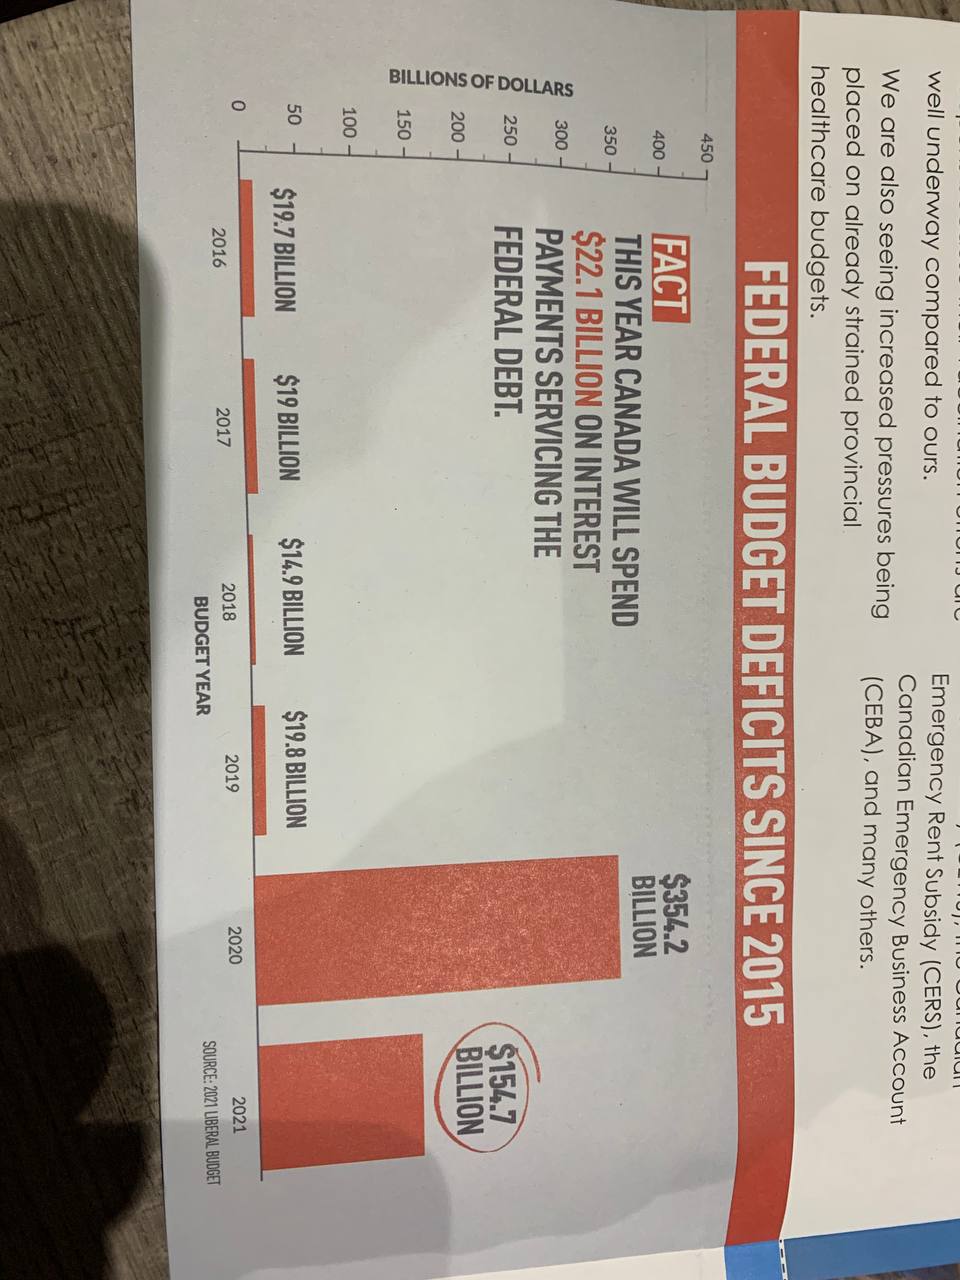 well underway compared to ours.
We are also seeing increased pressures being
placed on already strained provincial
healthcare budgets.
Emergency Rent Subsidy (CERS), the
Canadian Emergency Business Account
(CEBA), and many others.
FEDERAL BUDGET DEFICITS SINCE 2015
BILLIONS OF DOLLARS
450
400
350
300
250
200
150
100
50
0
FACT
THIS YEAR CANADA WILL SPEND
$22.1 BILLION ON INTEREST
PAYMENTS SERVICING THE
FEDERAL DEBT.
$19.7 BILLION
$19 BILLION
$14.9 BILLION
$19.8 BILLION
$354.2
BILLION
$154.7
BILLION
2016
2017
2018
2019
2020
2021
BUDGET YEAR
SOURCE: 2021 LIBERAL BUDGET